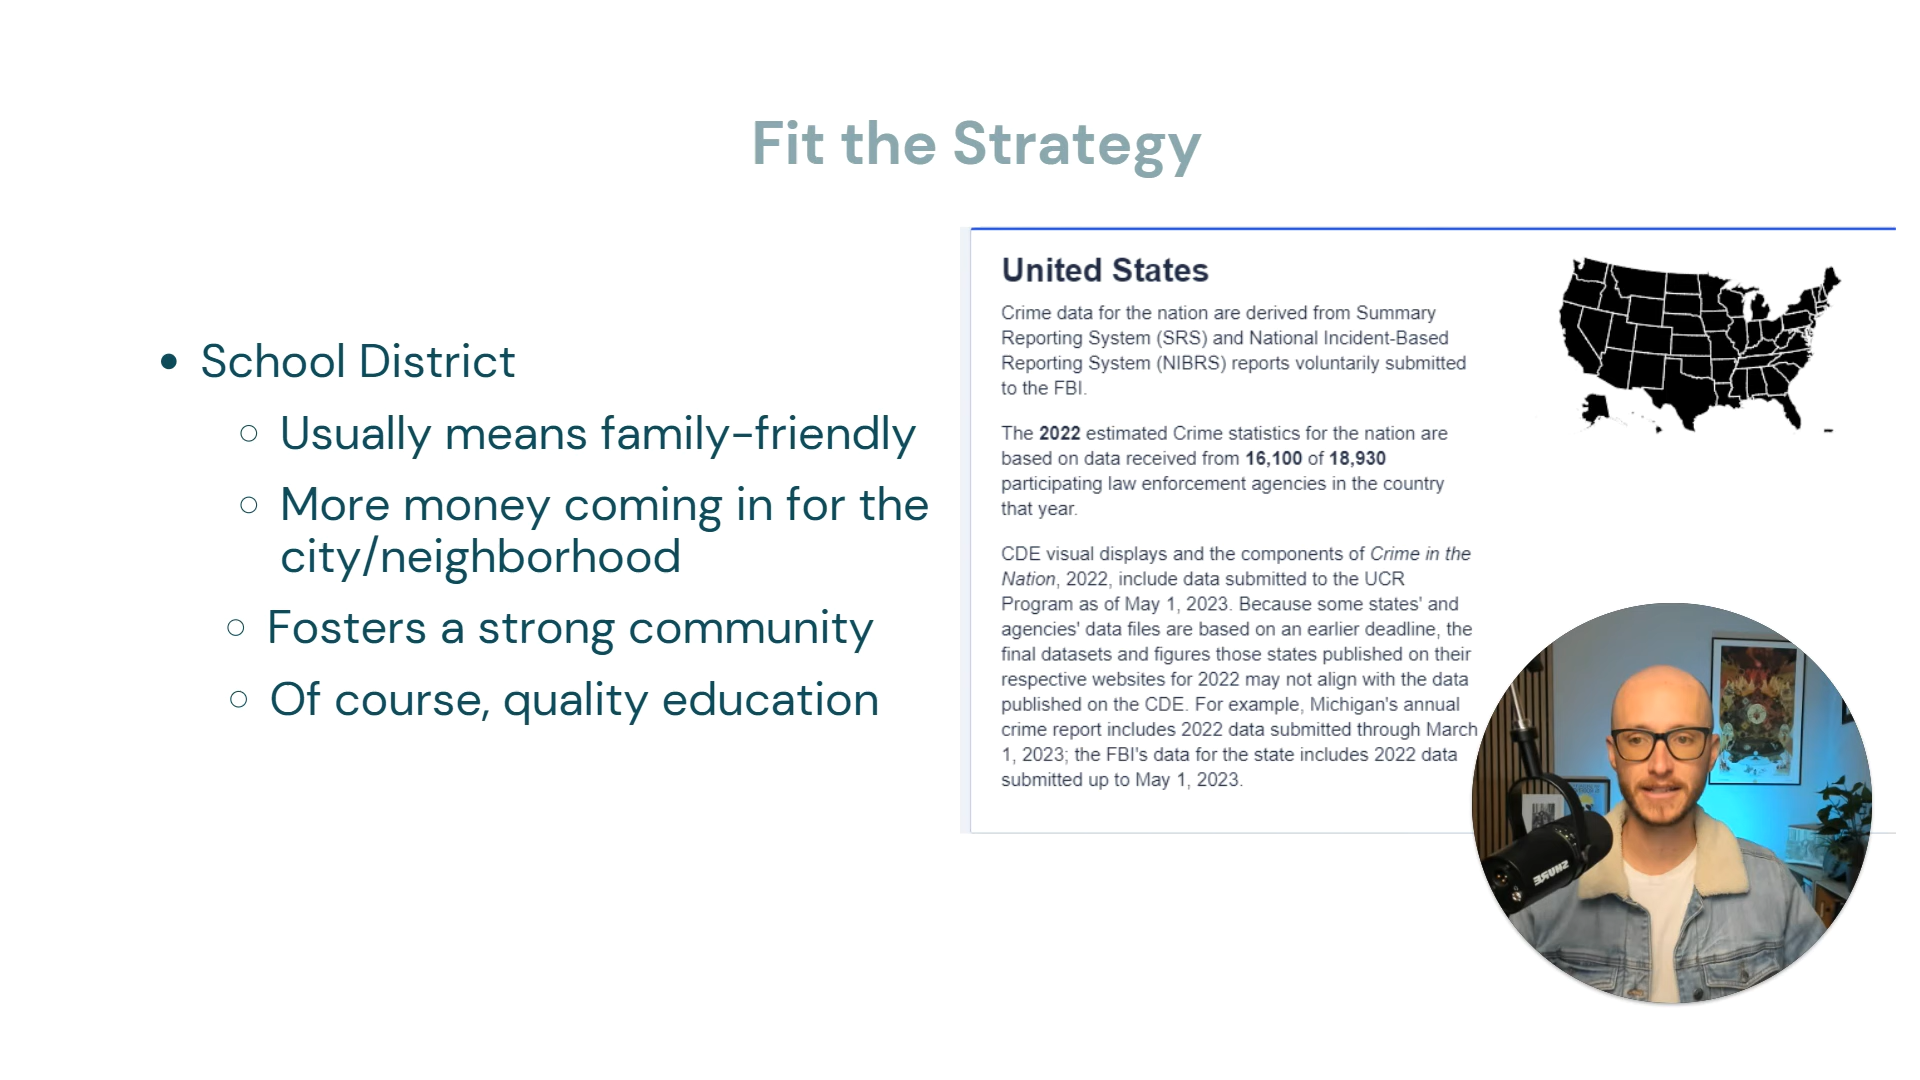 Fit the Strategy
School District
Usually means family-friendly
More money coming in for the
city/neighborhood
Fosters a strong community
Of course, quality education
United States
Crime data for the nation are derived from Summary
Reporting System (SRS) and National Incident-Based
Reporting System (NIBRS) reports voluntarily submitted
to the FBI.
The 2022 estimated Crime statistics for the nation are
based on data received from 16,100 of 18,930
participating law enforcement agencies in the country
that year.
CDE visual displays and the components of Crime in the
Nation, 2022, include data submitted to the UCR
Program as of May 1, 2023. Because some states' and
agencies' data files are based on an earlier deadline, the
final datasets and figures those states published on their
respective websites for 2022 may not align with the data
published on the CDE. For example, Michigan's annual
crime report includes 2022 data submitted through March
1, 2023; the FBI's data for the state includes 2022 data
submitted up to May 1, 2023.
SHURE